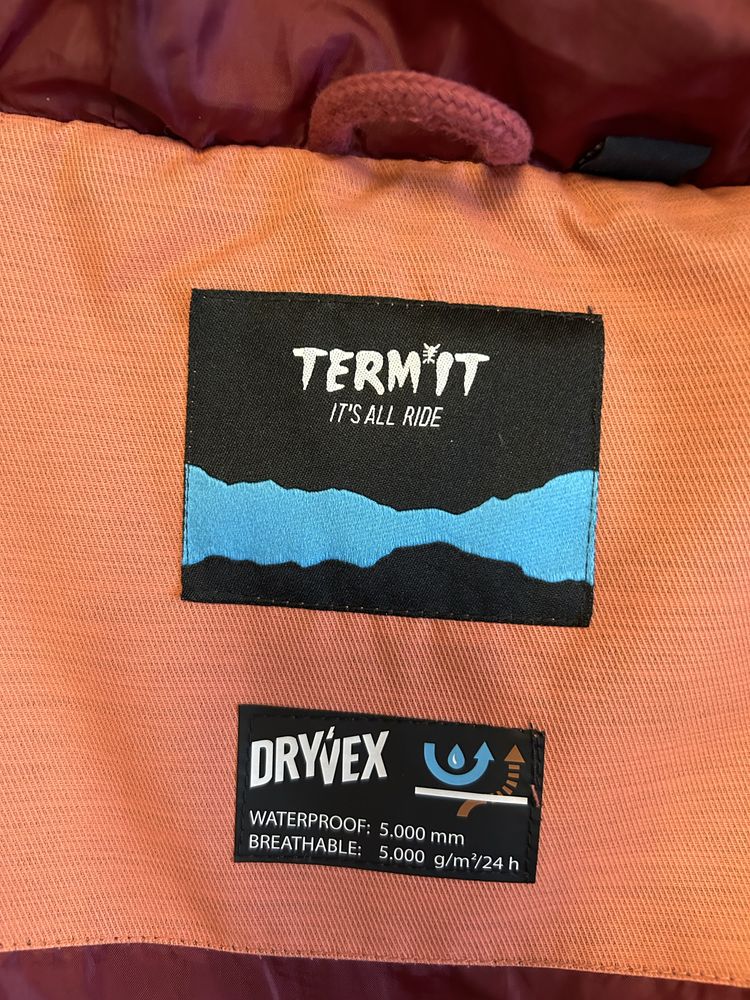 TERMIT
IT'S ALL RIDE
DRYVEX
WATERPROOF: 5.000 mm
BREATHABLE: 5.000 g/m²/24 h